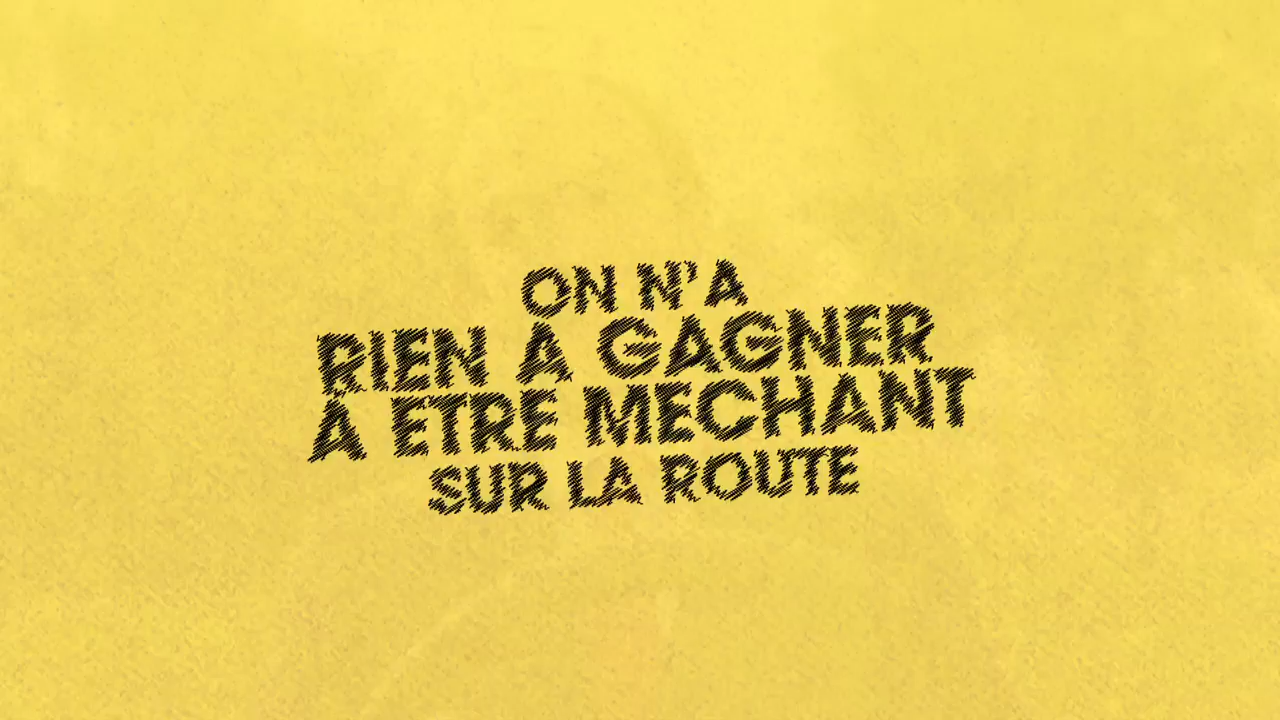 ON N'A
RIEN À GAGNER
À ETRE MECHANT
SUR LA ROUTE